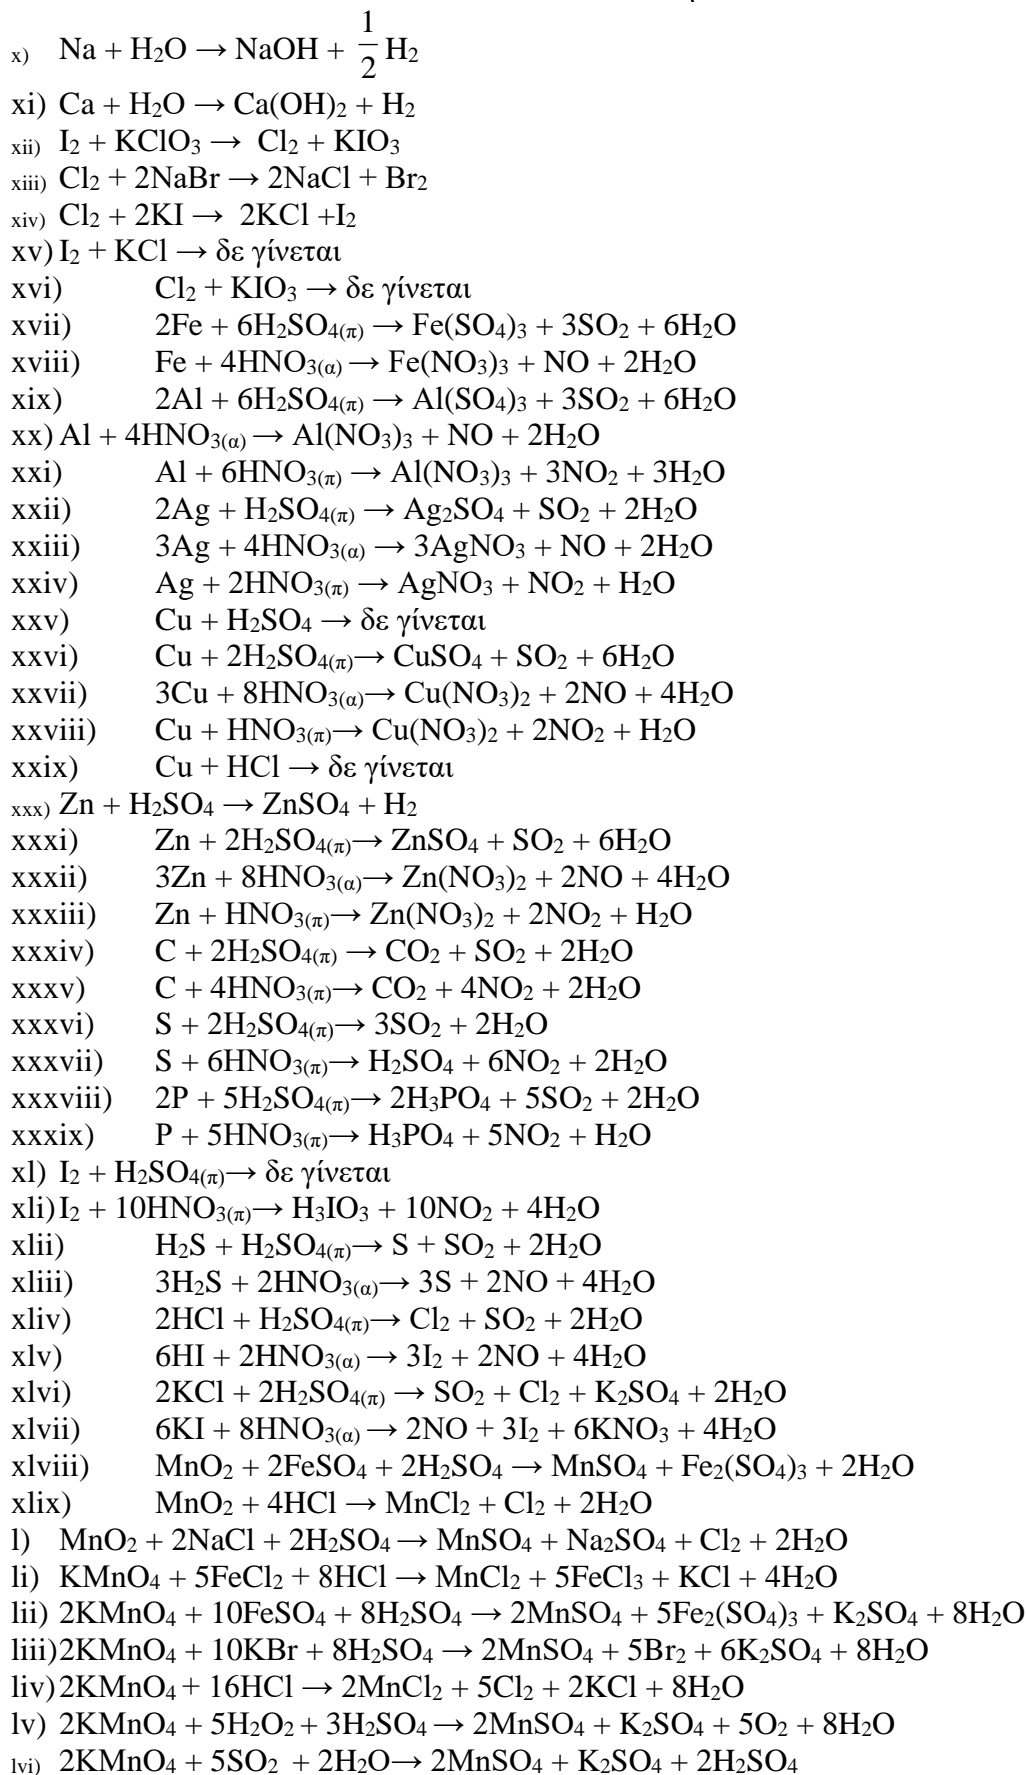 x) Na + H₂O → NaOH + 1/2 H₂
xi) Ca + H₂O → Ca(OH)₂ + H₂
xii) I₂ + KClO₃ → Cl₂ + KIO₃
xiii) Cl₂ + 2NaBr → 2NaCl + Br₂
xiv) Cl₂ + 2KI → 2KCl +I₂
xv) I₂ + KCl → δε γίνεται
xvi) Cl₂ + KIO₃ → δε γίνεται
xvii) 2Fe + 6H₂SO₄(π) → Fe(SO₄)₃ + 3SO₂ + 6H₂O
xviii) Fe + 4HNO₃(α) → Fe(NO₃)₃ + NO + 2H₂O
xix) 2Al + 6H₂SO₄(π) → Al(SO₄)₃ + 3SO₂ + 6H₂O
xx) Al + 4HNO₃(α) → Al(NO₃)₃ + NO + 2H₂O
xxi) Al + 6HNO₃(π) → Al(NO₃)₃ + 3NO₂ + 3H₂O
xxii) 2Ag + H₂SO₄(π) → Ag₂SO₄ + SO₂ + 2H₂O
xxiii) 3Ag + 4HNO₃(α) → 3AgNO₃ + NO + 2H₂O
xxiv) Ag + 2HNO₃(π) → AgNO₃ + NO₂ + H₂O
xxv) Cu + H₂SO₄ → δε γίνεται
xxvi) Cu + 2H₂SO₄(π)→ CuSO₄ + SO₂ + 6H₂O
xxvii) 3Cu + 8HNO₃(α)→ Cu(NO₃)₂ + 2NO + 4H₂O
xxviii) Cu + HNO₃(π)→ Cu(NO₃)₂ + 2NO₂ + H₂O
xxix) Cu + HCl → δε γίνεται
xxx) Zn + H₂SO₄ → ZnSO₄ + H₂
xxxi) Zn + 2H₂SO₄(π)→ ZnSO₄ + SO₂ + 6H₂O
xxxii) 3Zn + 8HNO₃(α)→ Zn(NO₃)₂ + 2NO + 4H₂O
xxxiii) Zn + HNO₃(π)→ Zn(NO₃)₂ + 2NO₂ + H₂O
xxxiv) C + 2H₂SO₄(π)→ CO₂ + SO₂ + 2H₂O
xxxv) C + 4HNO₃(π)→ CO₂ + 4NO₂ + 2H₂O
xxxvi) S + 2H₂SO₄(π)→ 3SO₂ + 2H₂O
xxxvii) S + 6HNO₃(π)→ H₂SO₄ + 6NO₂ + 2H₂O
xxxviii) 2P + 5H₂SO₄(π)→ 2H₃PO₄ + 5SO₂ + 2H₂O
xxxix) P + 5HNO₃(π)→ H₃PO₄ + 5NO₂ + H₂O
xl) I₂ + H₂SO₄(π)→ δε γίνεται
xli) I₂ + 10HNO₃(π)→ H₃IO₃ + 10NO₂ + 4H₂O
xlii) H₂S + H₂SO₄(π)→ S + SO₂ + 2H₂O
xliii) 3H₂S + 2HNO₃(α)→ 3S + 2NO + 4H₂O
xliv) 2HCl + H₂SO₄(π)→ Cl₂ + SO₂ + 2H₂O
xlv) 6HI + 2HNO₃(α) → 3I₂ + 2NO + 4H₂O
xlvi) 2KCl + 2H₂SO₄(π) → SO₂ + Cl₂ + K₂SO₄ + 2H₂O
xlvii) 6KI + 8HNO₃(α)→ 2NO + 3I₂ + 6KNO₃ + 4H₂O
xlviii) MnO₂ + 2FeSO₄ + 2H₂SO₄ → MnSO₄ + Fe₂(SO₄)₃ + 2H₂O
xlix) MnO₂ + 4HCl → MnCl₂ + Cl₂ + 2H₂O
l) MnO₂ + 2NaCl + 2H₂SO₄ → MnSO₄ + Na₂SO₄ + Cl₂ + 2H₂O
li) KMnO₄ + 5FeCl₂ + 8HCl → MnCl₂ + 5FeCl₃ + KCl + 4H₂O
lii) 2KMnO₄ + 10FeSO₄ + 8H₂SO₄ → 2MnSO₄ + 5Fe₂(SO₄)₃ + K₂SO₄ + 8H₂O
liii) 2KMnO₄ + 10KBr + 8H₂SO₄ → 2MnSO₄ + 5Br₂ + 6K₂SO₄ + 8H₂O
liv) 2KMnO₄ + 16HCl → 2MnCl₂ + 5Cl₂ + 2KCl + 8H₂O
lv) 2KMnO₄ + 5H₂O₂ + 3H₂SO₄ → 2MnSO₄ + K₂SO₄ + 5O₂ + 8H₂O
lvi) 2KMnO₄ + 5SO₂ + 2H₂O→ 2MnSO₄ + K₂SO₄ + 2H₂SO₄